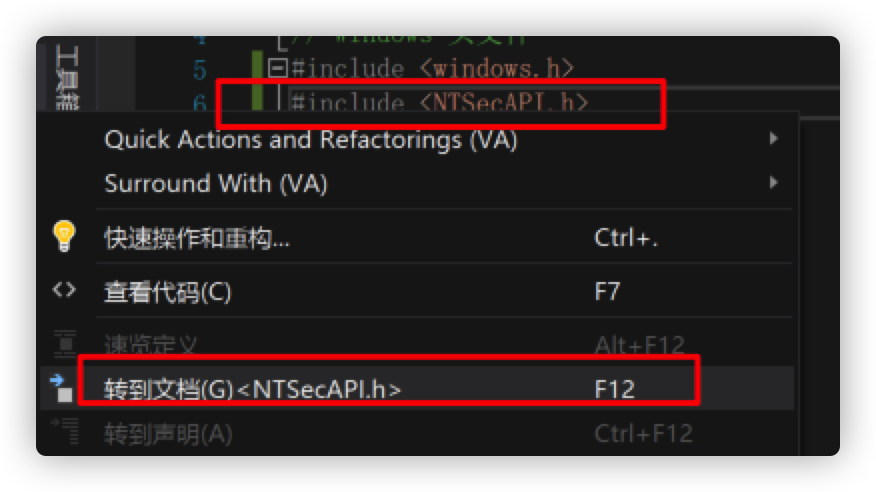 4 // Windows 头文件
5 #include <windows.h>
6 #include <NTSecAPI.h>
工具箱
Quick Actions and Refactorings (VA)
Surround With (VA)
快速操作和重构... Ctrl+.
查看代码(C) F7
速览定义 Alt+F12
转到文档(G)<NTSecAPI.h> F12
转到声明(A) Ctrl+F12